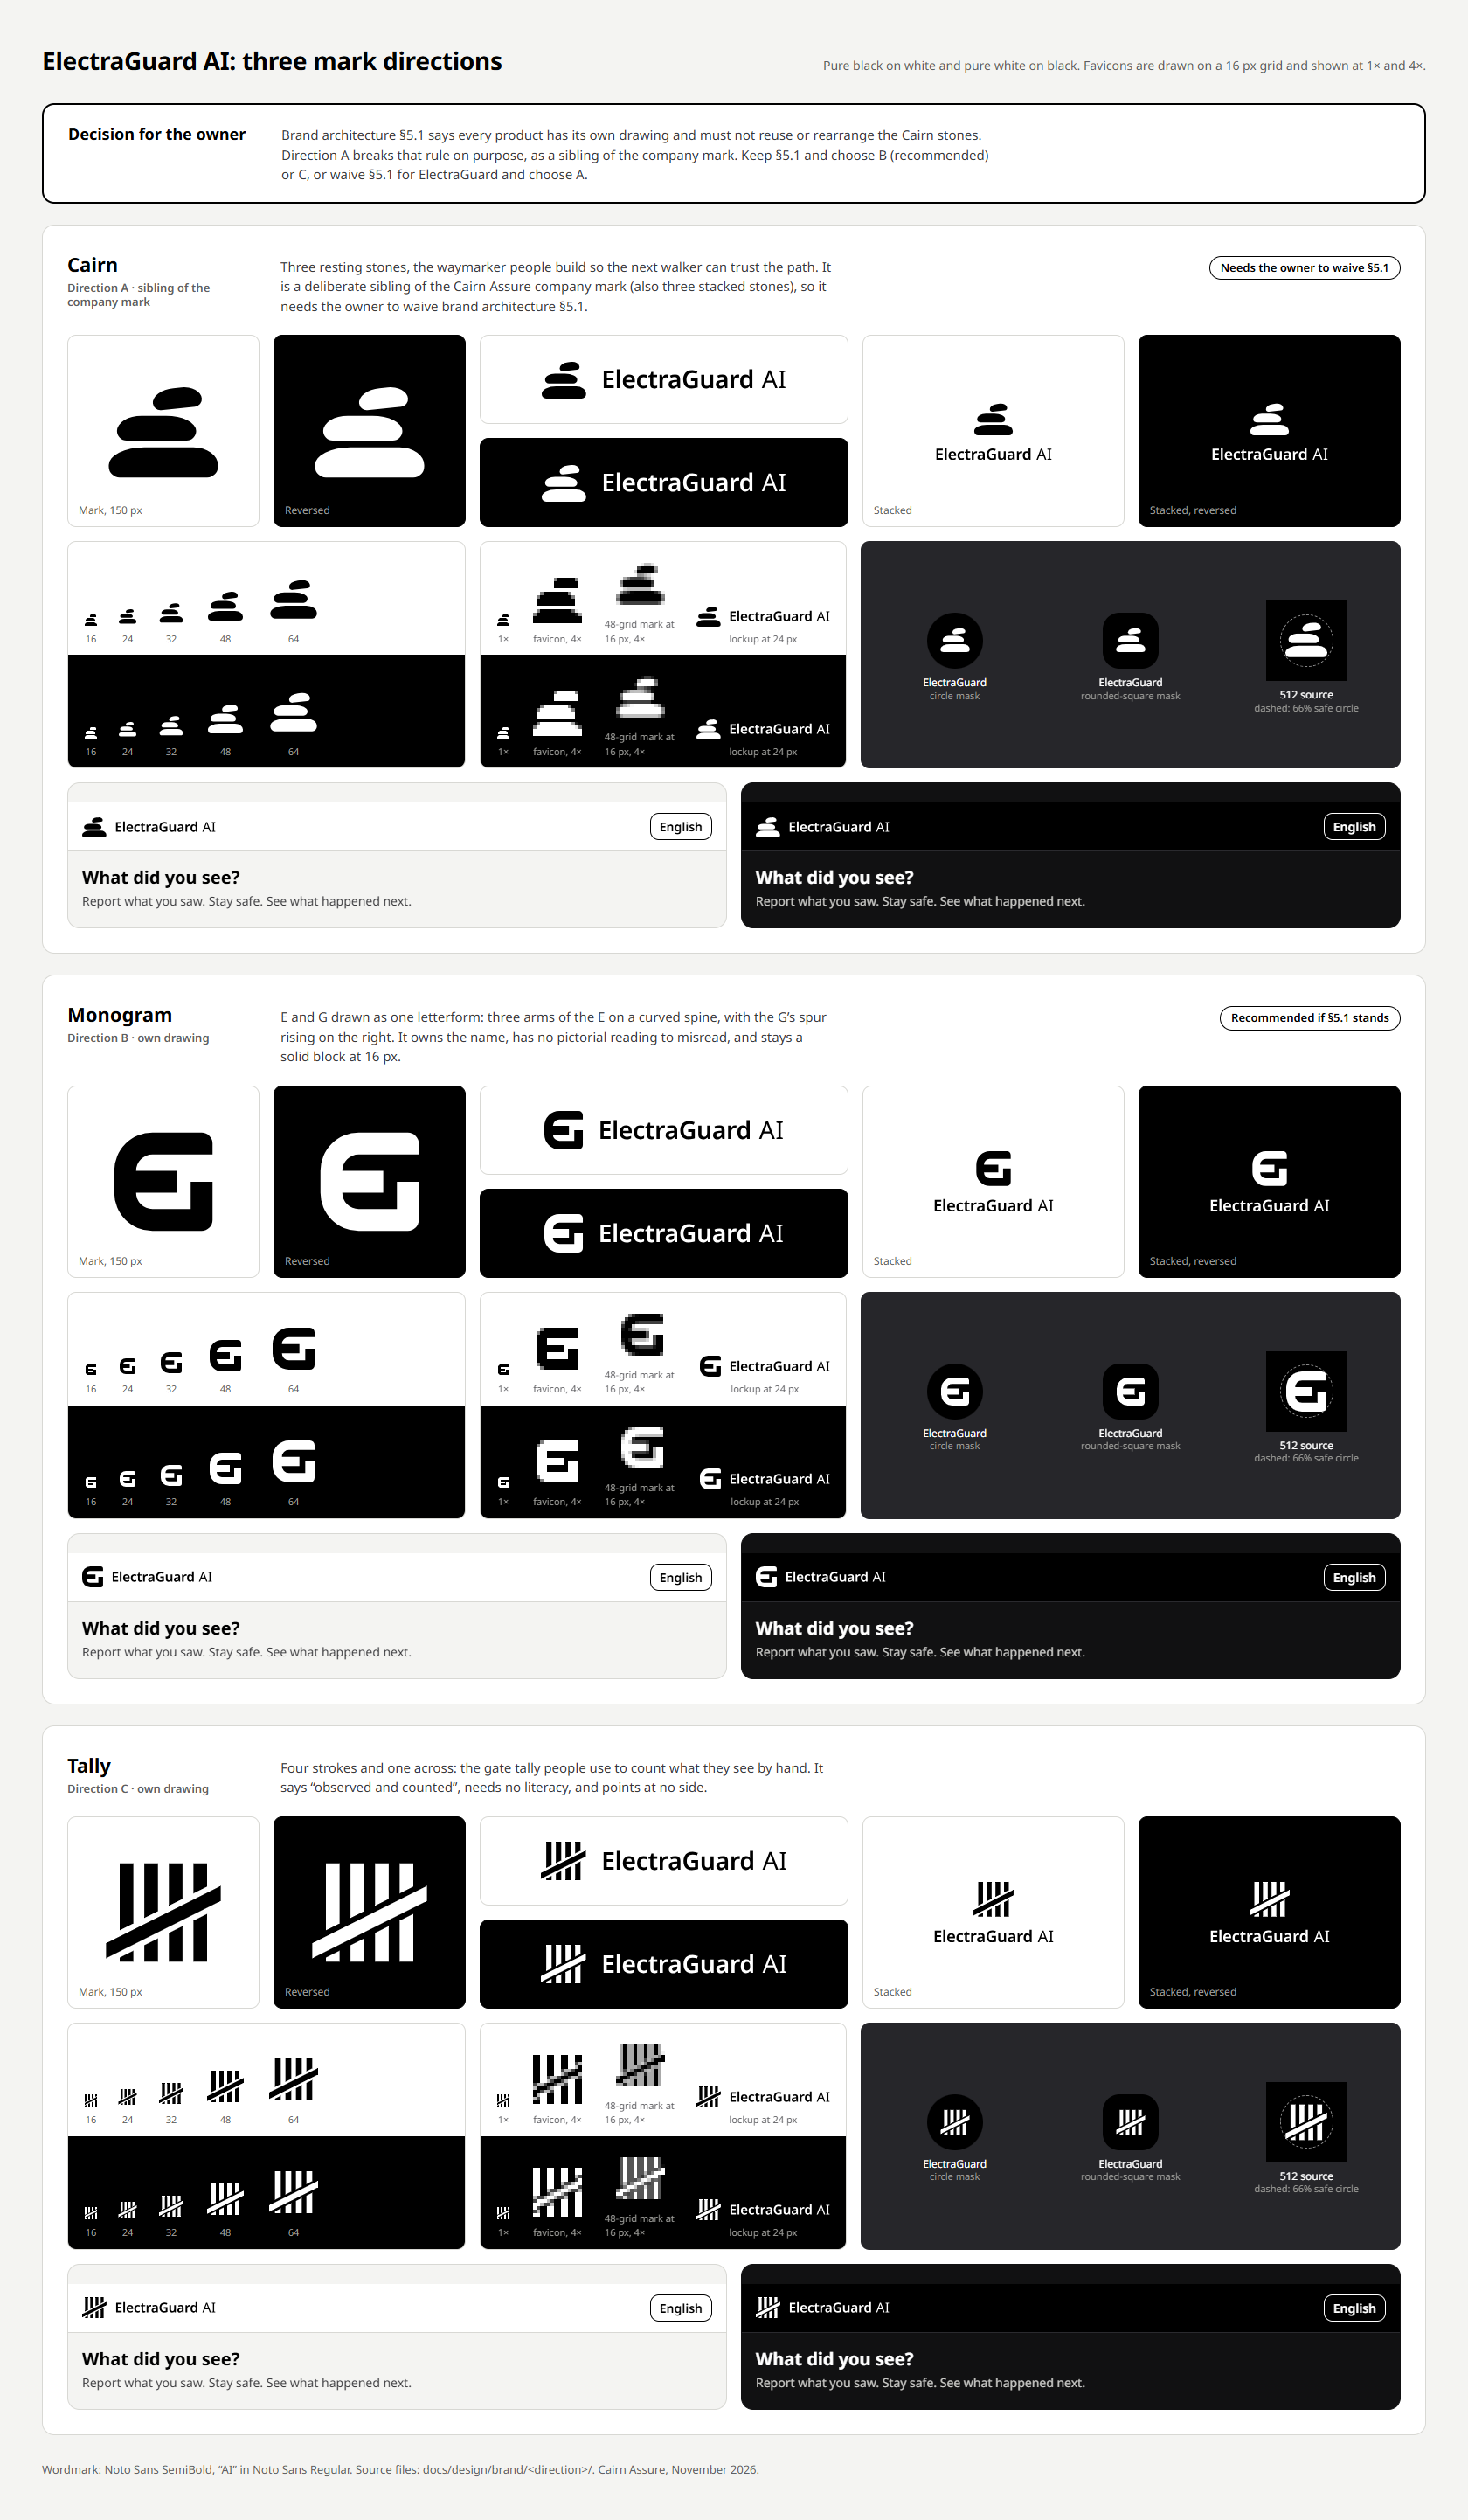 ElectraGuard AI: three mark directions
Pure black on white and pure white on black. Favicons are drawn on a 16 px grid and shown at 1× and 4×.
Decision for the owner
Brand architecture §5.1 says every product has its own drawing and must not reuse or rearrange the Cairn stones.
Direction A breaks that rule on purpose, as a sibling of the company mark. Keep §5.1 and choose B (recommended)
or C, or waive §5.1 for ElectraGuard and choose A.
Cairn
Direction A · sibling of the
company mark
Three resting stones, the waymarker people build so the next walker can trust the path. It
is a deliberate sibling of the Cairn Assure company mark (also three stacked stones), so it
needs the owner to waive brand architecture §5.1.
Needs the owner to waive §5.1
Mark, 150 px
Reversed
ElectraGuard AI
ElectraGuard AI
ElectraGuard AI
Stacked
ElectraGuard AI
Stacked, reversed
16 24 32 48 64
16 24 32 48 64
1×
favicon, 4×
48-grid mark at
16 px, 4×
ElectraGuard AI
lockup at 24 px
1×
favicon, 4×
48-grid mark at
16 px, 4×
ElectraGuard AI
lockup at 24 px
ElectraGuard
circle mask
ElectraGuard
rounded-square mask
512 source
dashed: 66% safe circle
ElectraGuard AI
English
What did you see?
Report what you saw. Stay safe. See what happened next.
ElectraGuard AI
English
What did you see?
Report what you saw. Stay safe. See what happened next.
Monogram
Direction B · own drawing
E and G drawn as one letterform: three arms of the E on a curved spine, with the G’s spur
rising on the right. It owns the name, has no pictorial reading to misread, and stays a
solid block at 16 px.
Recommended if §5.1 stands
Mark, 150 px
Reversed
ElectraGuard AI
ElectraGuard AI
ElectraGuard AI
Stacked
ElectraGuard AI
Stacked, reversed
16 24 32 48 64
16 24 32 48 64
1×
favicon, 4×
48-grid mark at
16 px, 4×
ElectraGuard AI
lockup at 24 px
1×
favicon, 4×
48-grid mark at
16 px, 4×
ElectraGuard AI
lockup at 24 px
ElectraGuard
circle mask
ElectraGuard
rounded-square mask
512 source
dashed: 66% safe circle
ElectraGuard AI
English
What did you see?
Report what you saw. Stay safe. See what happened next.
ElectraGuard AI
English
What did you see?
Report what you saw. Stay safe. See what happened next.
Tally
Direction C · own drawing
Four strokes and one across: the gate tally people use to count what they see by hand. It
says “observed and counted”, needs no literacy, and points at no side.
Mark, 150 px
Reversed
ElectraGuard AI
ElectraGuard AI
ElectraGuard AI
Stacked
ElectraGuard AI
Stacked, reversed
16 24 32 48 64
16 24 32 48 64
1×
favicon, 4×
48-grid mark at
16 px, 4×
ElectraGuard AI
lockup at 24 px
1×
favicon, 4×
48-grid mark at
16 px, 4×
ElectraGuard AI
lockup at 24 px
ElectraGuard
circle mask
ElectraGuard
rounded-square mask
512 source
dashed: 66% safe circle
ElectraGuard AI
English
What did you see?
Report what you saw. Stay safe. See what happened next.
ElectraGuard AI
English
What did you see?
Report what you saw. Stay safe. See what happened next.
Wordmark: Noto Sans SemiBold, “AI” in Noto Sans Regular. Source files: docs/design/brand/<direction>/. Cairn Assure, November 2026.